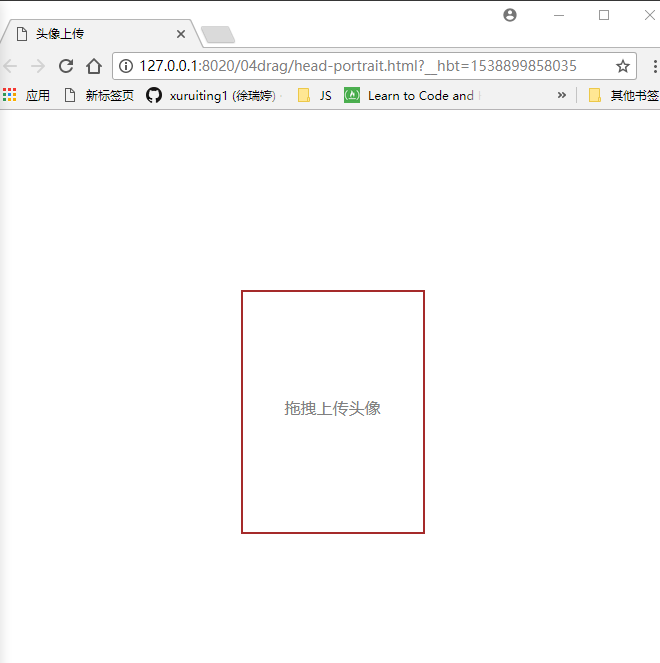 头像上传
127.0.0.1:8020/04drag/head-portrait.html?__hbt=1538899858035
应用 新标签页 xuruiting1 (徐瑞婷) JS Learn to Code and » 其他书签
拖拽上传头像